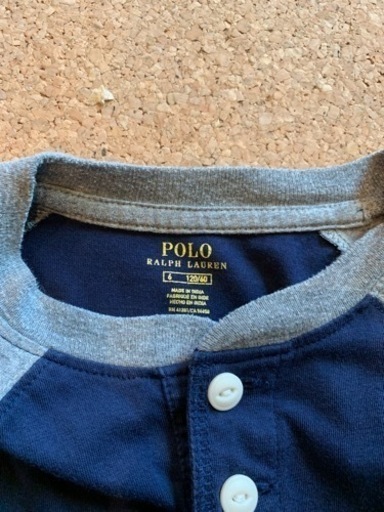 POLO
RALPH LAUREN
6 120/60
MADE IN INDIA
FABRIQUÉ EN INDE
HECHO EN INDIA